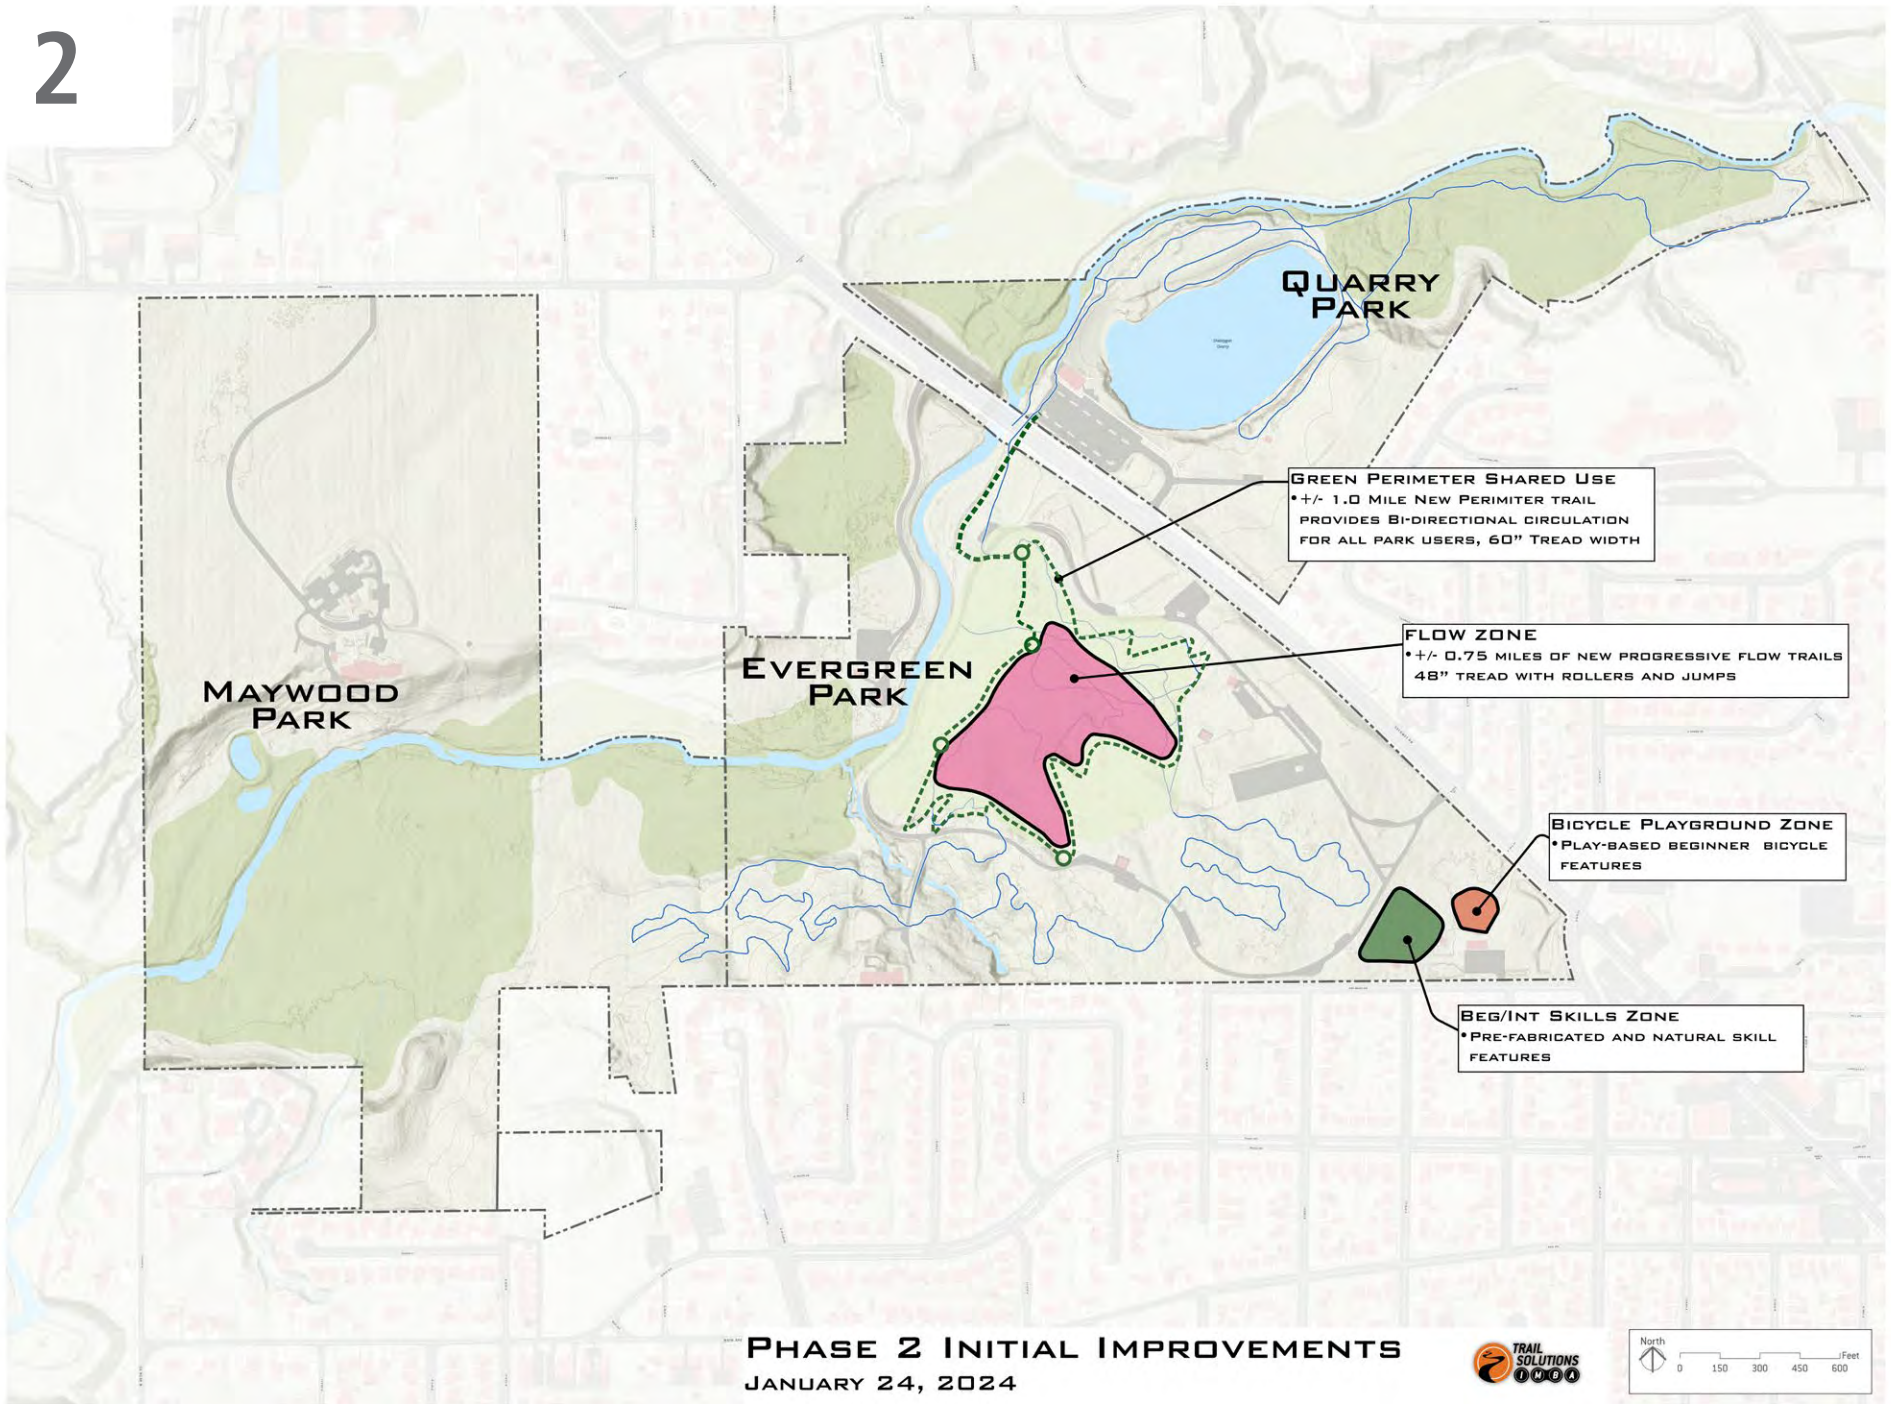 2
QUARRY
PARK
GREEN PERIMETER SHARED USE
• +/- 1.0 MILE NEW PERIMITER TRAIL
PROVIDES BI-DIRECTIONAL CIRCULATION
FOR ALL PARK USERS, 60" TREAD WIDTH
FLOW ZONE
• +/- 0.75 MILES OF NEW PROGRESSIVE FLOW TRAILS
48" TREAD WITH ROLLERS AND JUMPS
EVERGREEN
PARK
MAYWOOD
PARK
BICYCLE PLAYGROUND ZONE
• PLAY-BASED BEGINNER BICYCLE
FEATURES
BEG/INT SKILLS ZONE
• PRE-FABRICATED AND NATURAL SKILL
FEATURES
PHASE 2 INITIAL IMPROVEMENTS
JANUARY 24, 2024
TRAIL
SOLUTIONS
IMBA
North
Feet
0 150 300 450 600